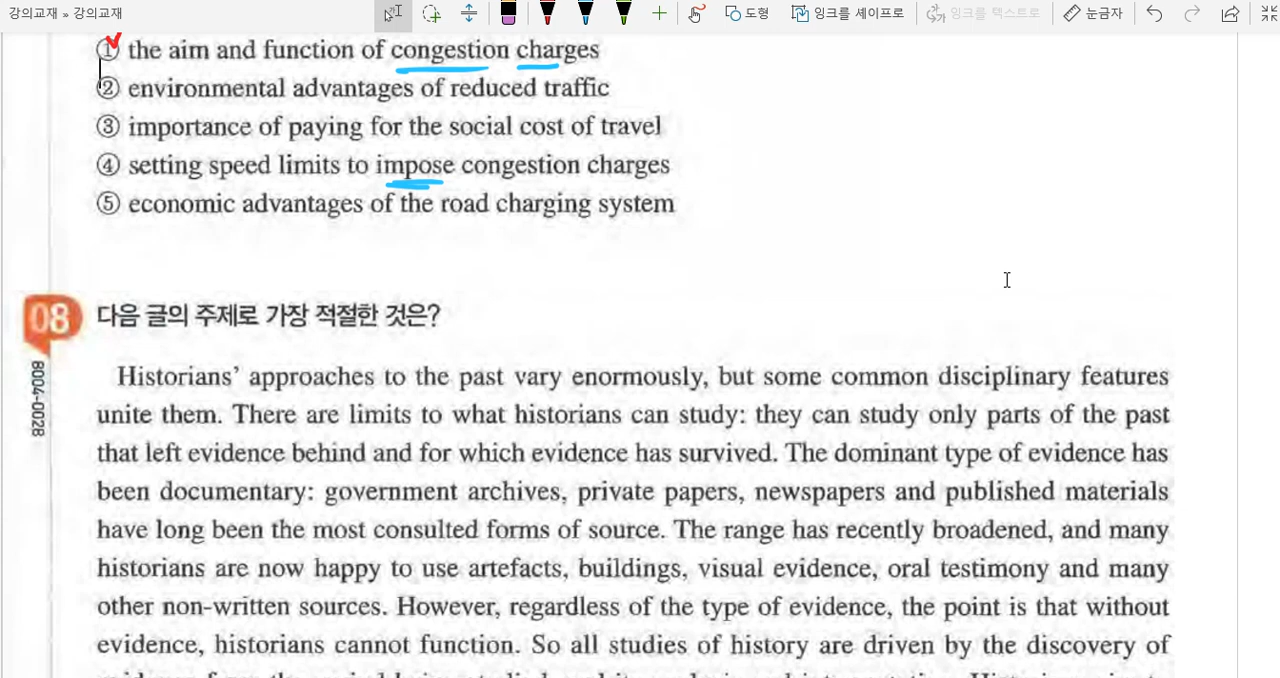 강의교재 » 강의교재
도형 잉크를 셰이프로 잉크를 텍스트로 눈금자
① the aim and function of congestion charges
② environmental advantages of reduced traffic
③ importance of paying for the social cost of travel
④ setting speed limits to impose congestion charges
⑤ economic advantages of the road charging system
08 다음 글의 주제로 가장 적절한 것은?
8004-0028
Historians’ approaches to the past vary enormously, but some common disciplinary features
unite them. There are limits to what historians can study: they can study only parts of the past
that left evidence behind and for which evidence has survived. The dominant type of evidence has
been documentary: government archives, private papers, newspapers and published materials
have long been the most consulted forms of source. The range has recently broadened, and many
historians are now happy to use artefacts, buildings, visual evidence, oral testimony and many
other non-written sources. However, regardless of the type of evidence, the point is that without
evidence, historians cannot function. So all studies of history are driven by the discovery of